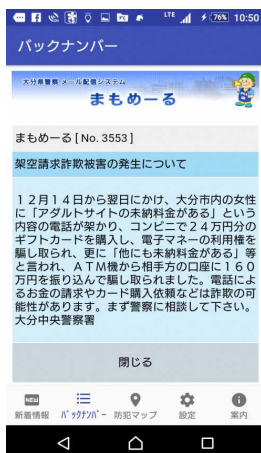 LTE 76% 10:50
バックナンバー
大分県警察 メール配信システム
まもめーる
まもめーる [ No. 3553 ]
架空請求詐欺被害の発生について
１２月１４日から翌日にかけ、大分市内の女性
に「アダルトサイトの未納料金がある」という
内容の電話が架かり、コンビニで２４万円分の
ギフトカードを購入し、電子マネーの利用権を
騙し取られ、更に「他にも未納料金がある」等
と言われ、ＡＴＭ機から相手方の口座に１６０
万円を振り込んで騙し取られました。電話によ
るお金の請求やカード購入依頼などは詐欺の可
能性があります。まず警察に相談して下さい。
大分中央警察署
閉じる
NEW
新着情報 ﾊﾞｯｸﾅﾝﾊﾞｰ 防犯マップ 設定 案内